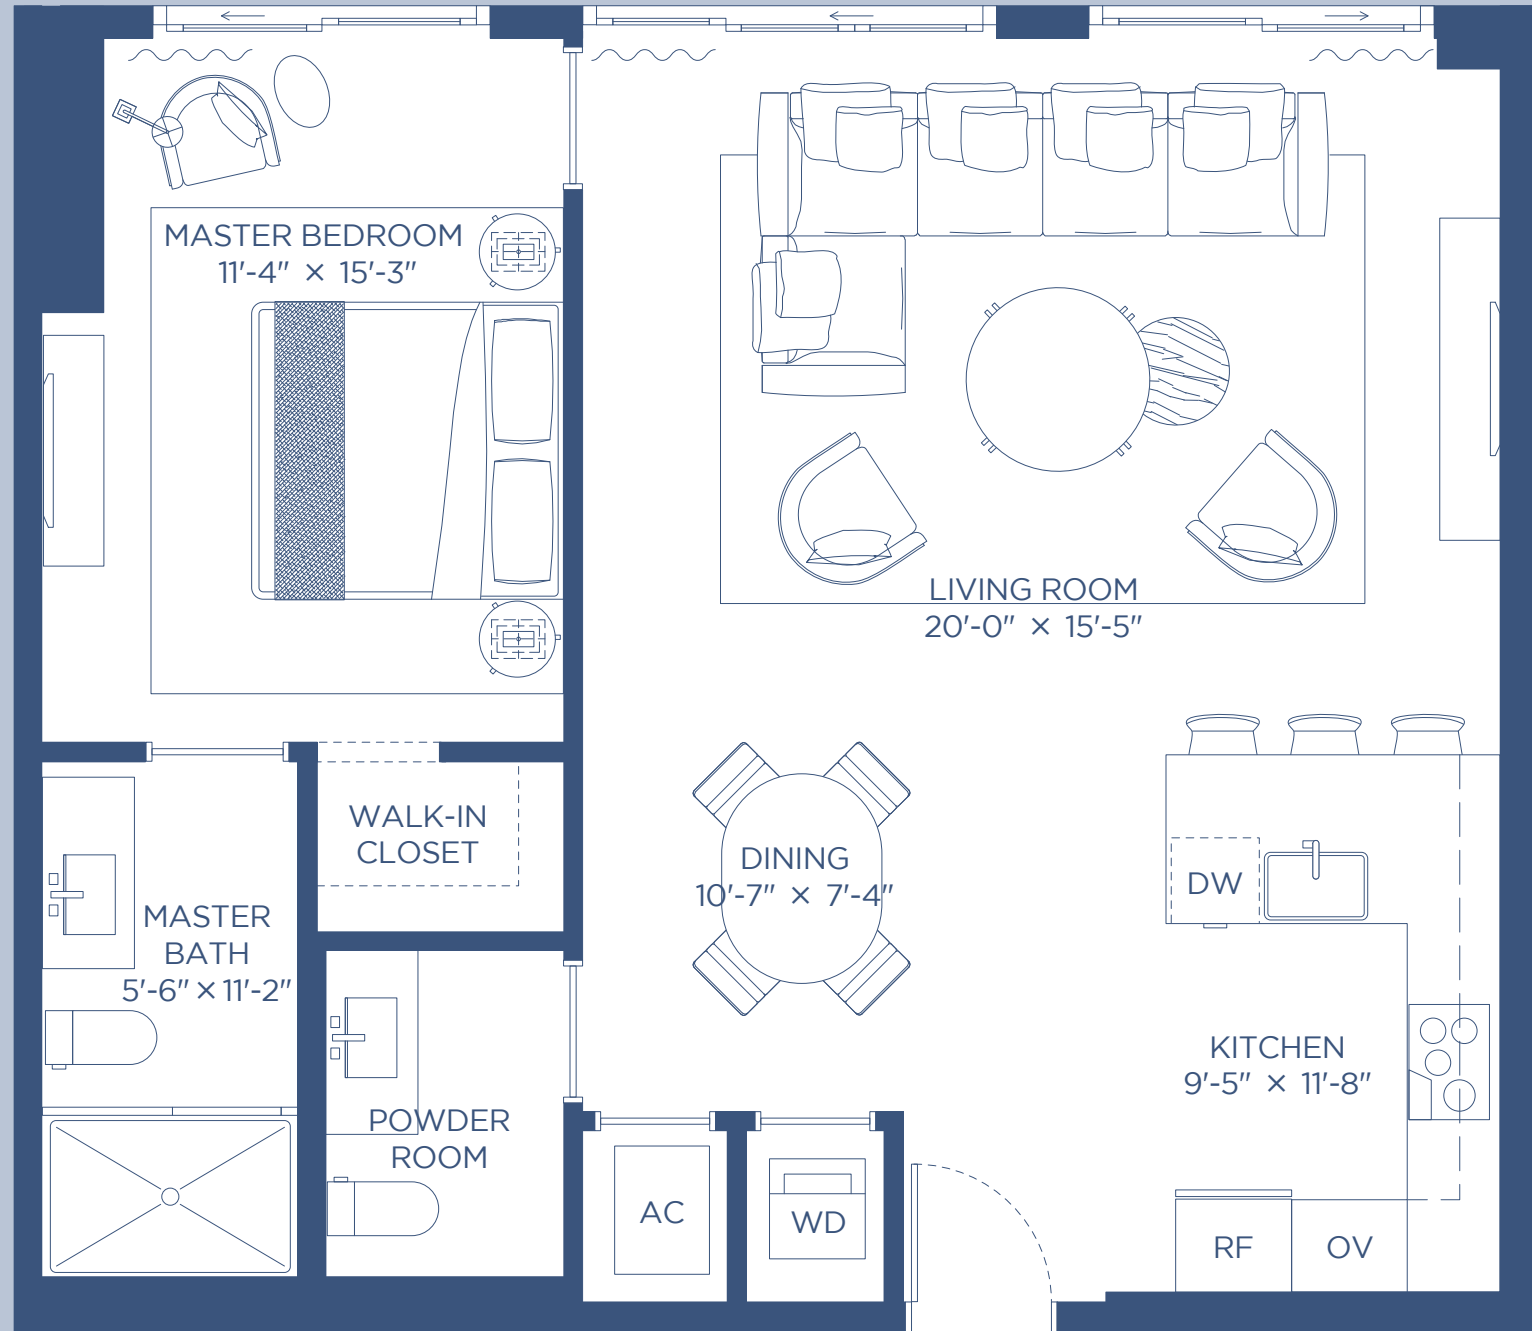 MASTER BEDROOM
11'-4" × 15'-3"
LIVING ROOM
20'-0" × 15'-5"
WALK-IN
CLOSET
DINING
10'-7" × 7'-4"
DW
MASTER
BATH
5'-6" × 11'-2"
KITCHEN
9'-5" × 11'-8"
POWDER
ROOM
AC
WD
RF
OV